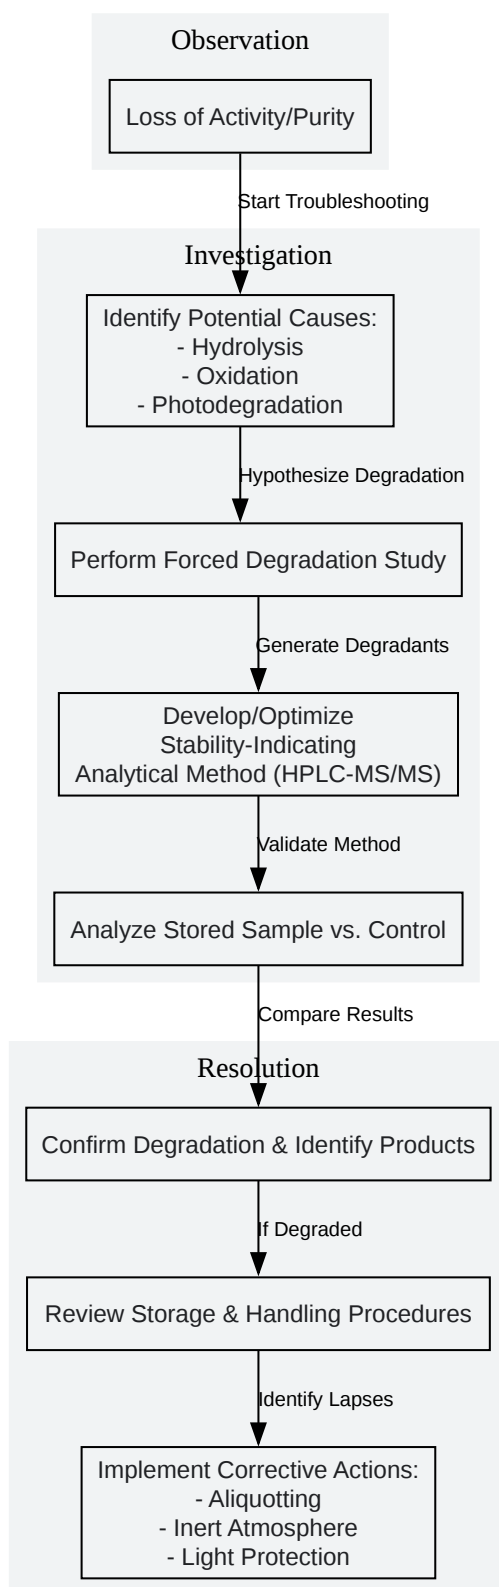 Observation
Loss of Activity/Purity
Start Troubleshooting
Investigation
Identify Potential Causes:
- Hydrolysis
- Oxidation
- Photodegradation
Hypothesize Degradation
Perform Forced Degradation Study
Generate Degradants
Develop/Optimize
Stability-Indicating
Analytical Method (HPLC-MS/MS)
Validate Method
Analyze Stored Sample vs. Control
Compare Results
Resolution
Confirm Degradation & Identify Products
If Degraded
Review Storage & Handling Procedures
Identify Lapses
Implement Corrective Actions:
- Aliquotting
- Inert Atmosphere
- Light Protection